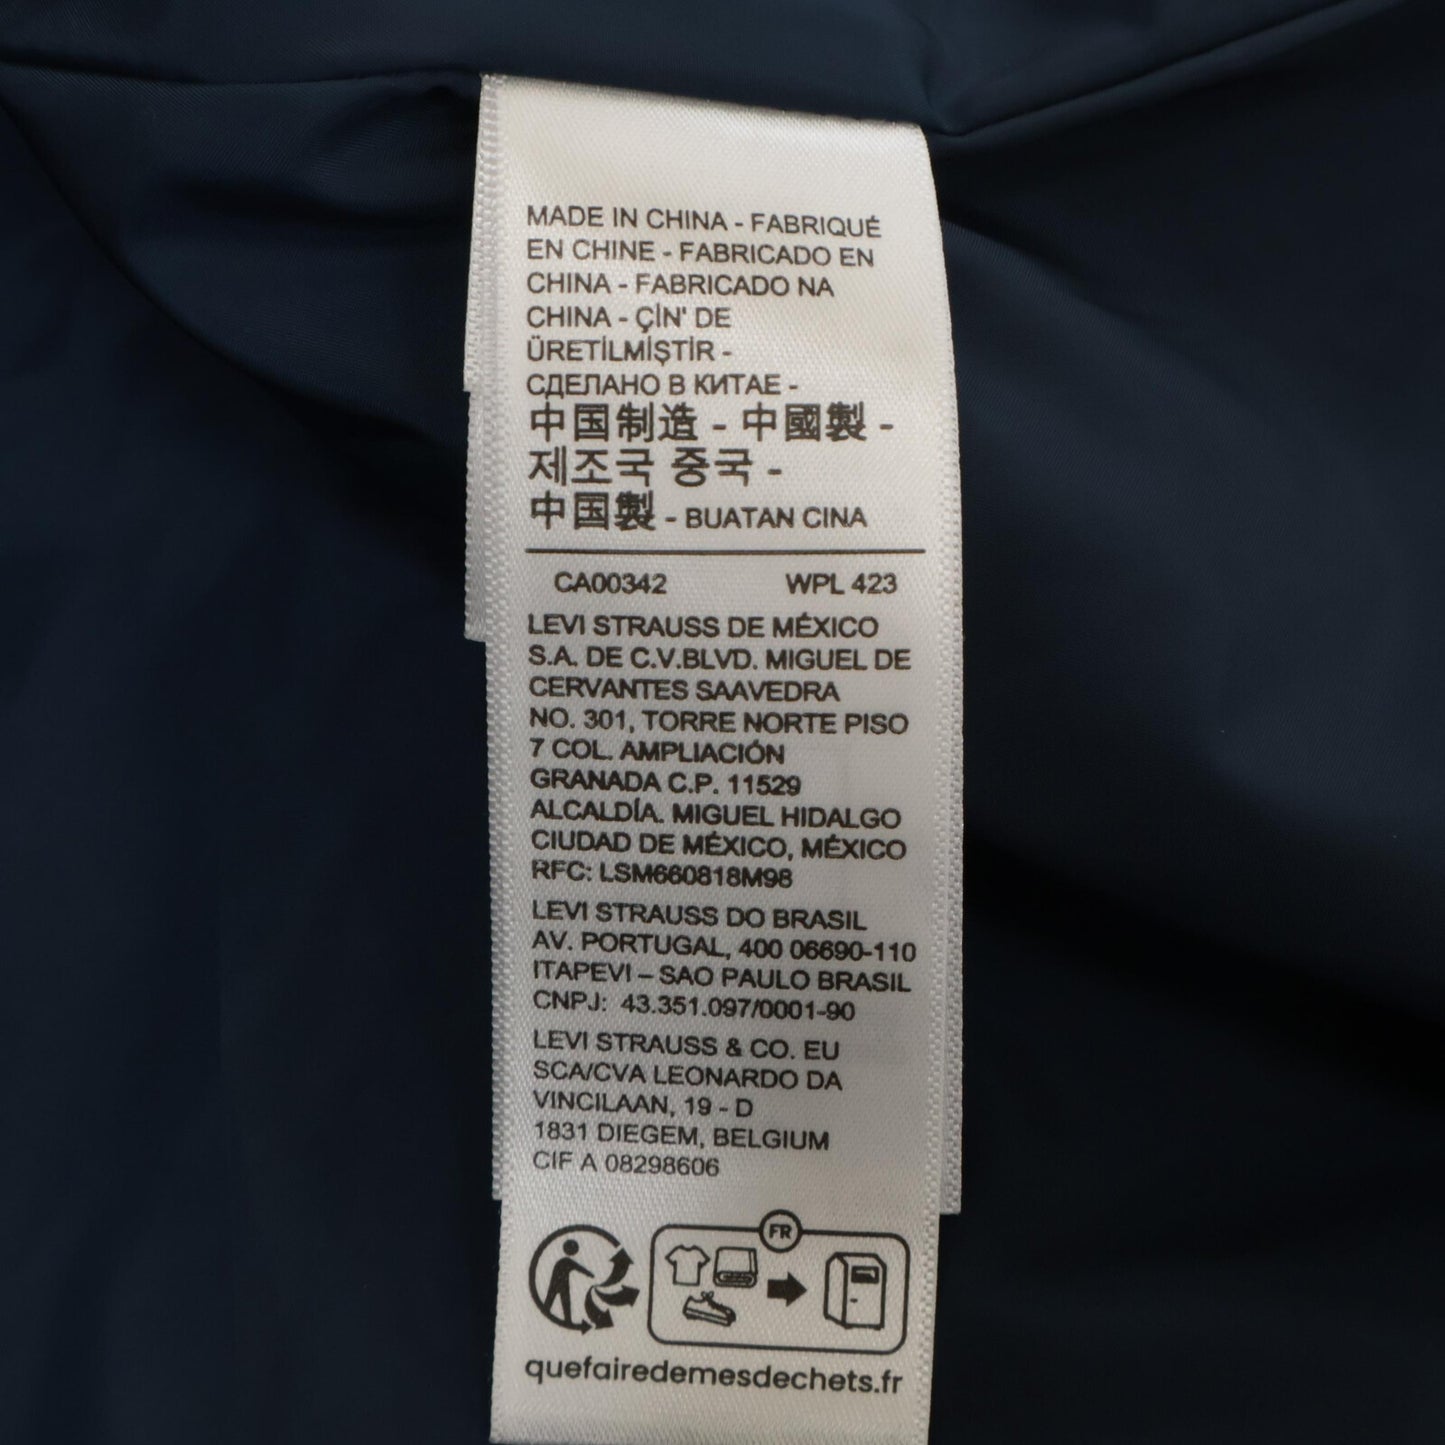 MADE IN CHINA - FABRIQUÉ
EN CHINE - FABRICADO EN
CHINA - FABRICADO NA
CHINA - ÇİN' DE
ÜRETİLMİŞTİR -
СДЕЛАНО В КИТАЕ -
中国制造 - 中國製 -
제조국 중국 -
中国製 - BUATAN CINA
CA00342 WPL 423
LEVI STRAUSS DE MÉXICO
S.A. DE C.V.BLVD. MIGUEL DE
CERVANTES SAAVEDRA
NO. 301, TORRE NORTE PISO
7 COL. AMPLIACIÓN
GRANADA C.P. 11529
ALCALDÍA. MIGUEL HIDALGO
CIUDAD DE MÉXICO, MÉXICO
RFC: LSM660818M98
LEVI STRAUSS DO BRASIL
AV. PORTUGAL, 400 06690-110
ITAPEVI – SAO PAULO BRASIL
CNPJ: 43.351.097/0001-90
LEVI STRAUSS & CO. EU
SCA/CVA LEONARDO DA
VINCILAAN, 19 - D
1831 DIEGEM, BELGIUM
CIF A 08298606
FR
quefairedemesdechets.fr